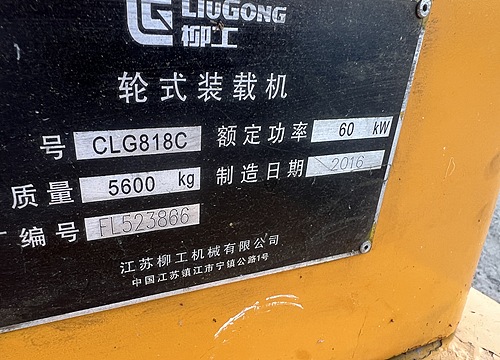 LIUGONG
柳工
轮式装载机
号 CLG818C 额定功率 60 kW
质量 5600 kg 制造日期 2016
编号 FL523866
江苏柳工机械有限公司
中国江苏镇江市宁镇公路1号